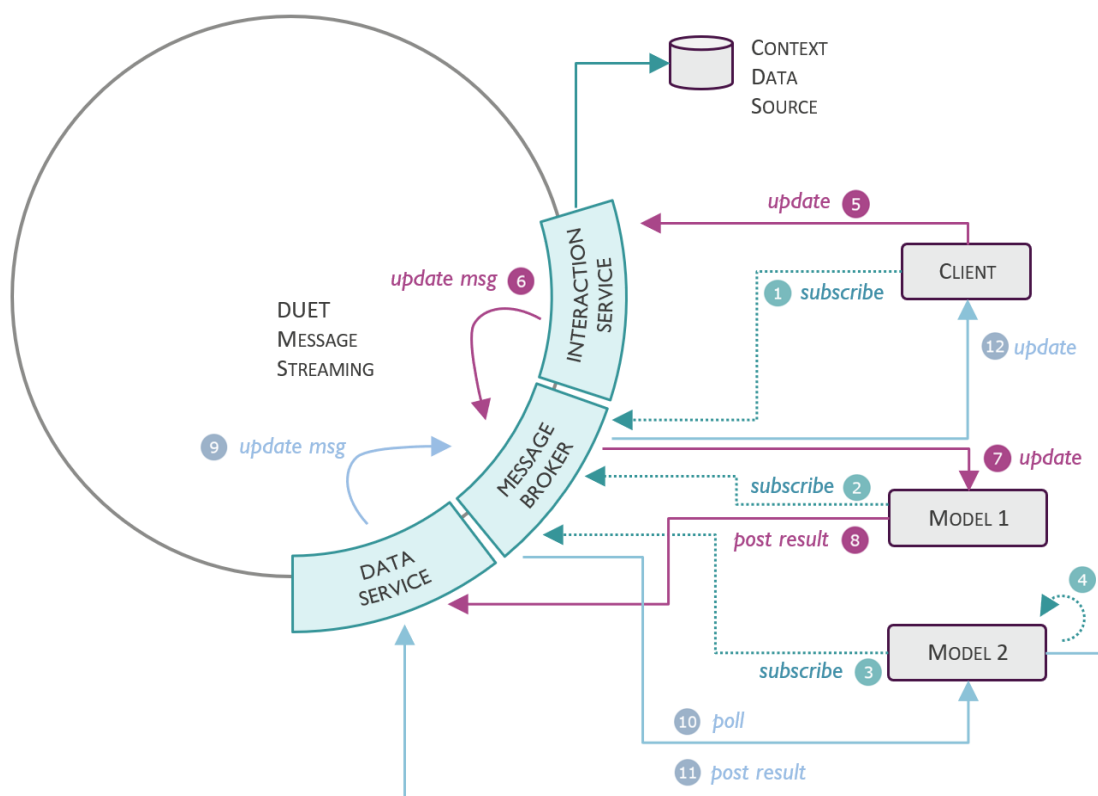 CONTEXT
DATA
SOURCE
update 5
CLIENT
1 subscribe
update msg 6
INTERACTION
SERVICE
DUET
MESSAGE
STREAMING
12 update
9 update msg
MESSAGE
BROKER
7 update
subscribe 2
MODEL 1
post result 8
DATA
SERVICE
4
MODEL 2
subscribe 3
10 poll
11 post result